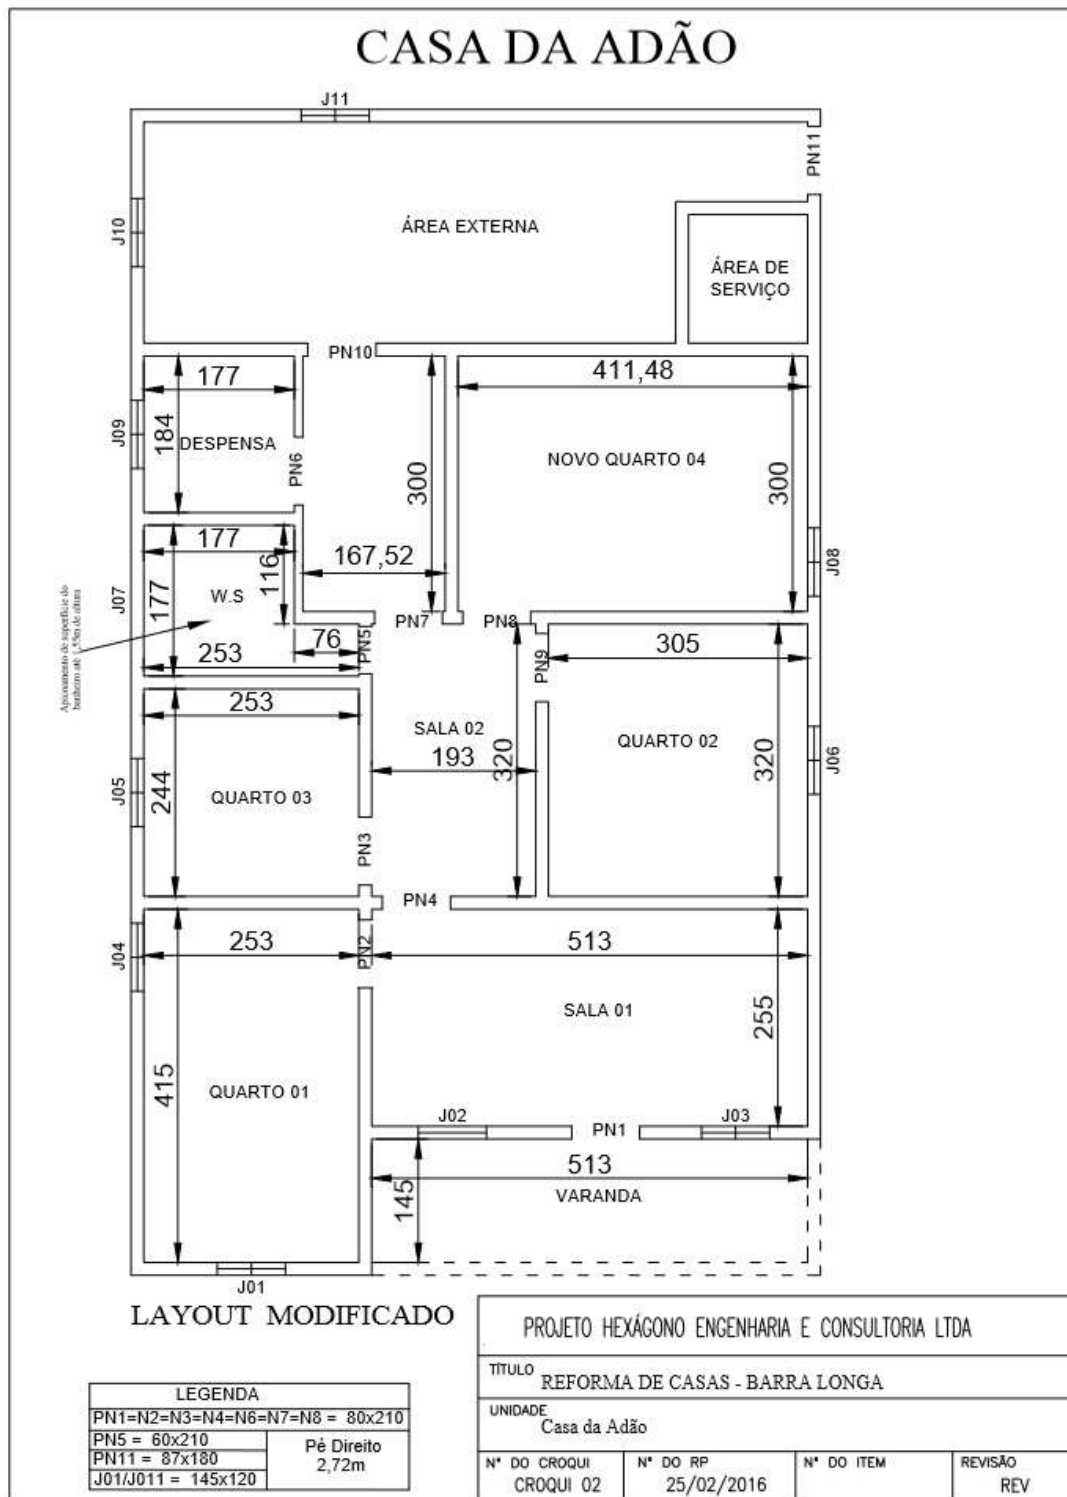 CASA DA ADÃO
J11
PN11
J10
ÁREA EXTERNA
ÁREA DE
SERVIÇO
PN10
177
411,48
J09
184
DESPENSA
PN6
300
NOVO QUARTO 04
300
177
116
167,52
J08
J07
177
W.S
PN7
PN8
76
PN5
253
PN9
305
253
SALA 02
193
320
QUARTO 02
320
J06
J05
244
QUARTO 03
PN3
PN4
J04
253
PN2
513
SALA 01
255
415
QUARTO 01
J02
PN1
J03
513
145
VARANDA
J01
LAYOUT MODIFICADO
LEGENDA
PN1=N2=N3=N4=N6=N7=N8 = 80x210
PN5 = 60x210
PN11 = 87x180
J01/J011 = 145x120
Pé Direito
2,72m
PROJETO HEXÁGONO ENGENHARIA E CONSULTORIA LTDA
TÍTULO
REFORMA DE CASAS - BARRA LONGA
UNIDADE
Casa da Adão
N° DO CROQUI
CROQUI 02
N° DO RP
25/02/2016
N° DO ITEM
REVISÃO
REV